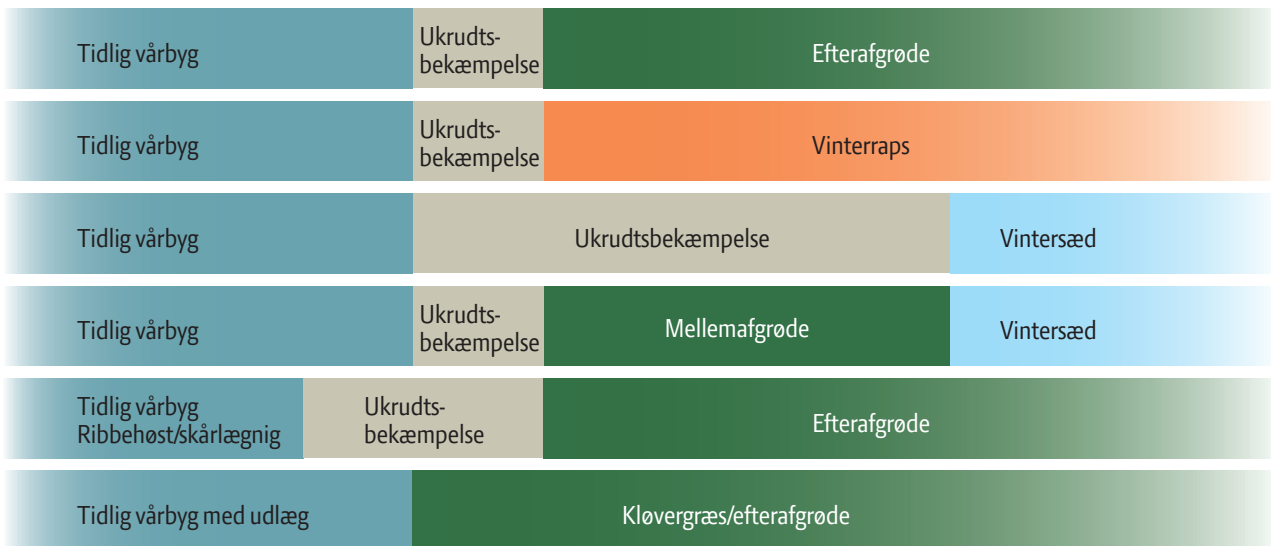 Tidlig vårbyg
Ukrudts-
bekæmpelse
Efterafgrøde
Tidlig vårbyg
Ukrudts-
bekæmpelse
Vinterraps
Tidlig vårbyg
Ukrudtsbekæmpelse
Vintersæd
Tidlig vårbyg
Ukrudts-
bekæmpelse
Mellemafgrøde
Vintersæd
Tidlig vårbyg
Ribbehøst/skårlægnig
Ukrudts-
bekæmpelse
Efterafgrøde
Tidlig vårbyg med udlæg
Kløvergræs/efterafgrøde